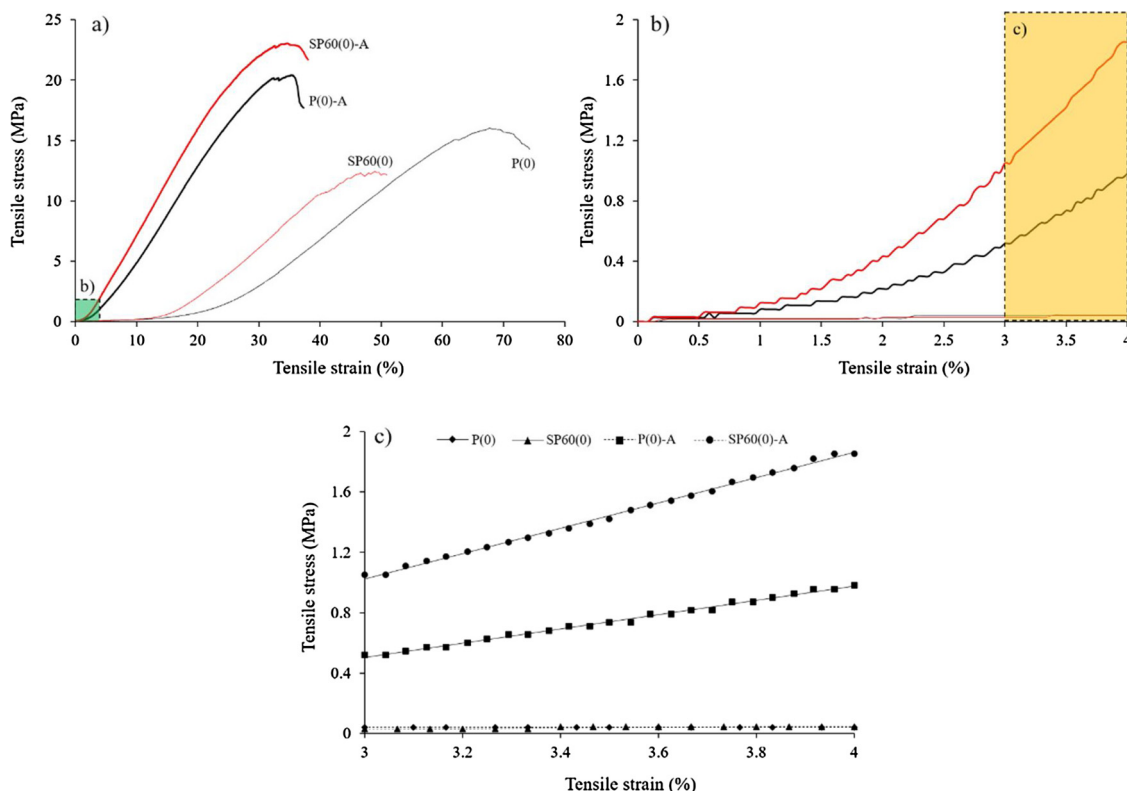 a)
25
20
15
10
5
0
Tensile stress (MPa)
SP60(0)-A
P(0)-A
SP60(0)
P(0)
b)
0 10 20 30 40 50 60 70 80
Tensile strain (%)
b)
c)
2
1.6
1.2
0.8
0.4
0
Tensile stress (MPa)
0 0.5 1 1.5 2 2.5 3 3.5 4
Tensile strain (%)
c)
P(0) SP60(0) P(0)-A SP60(0)-A
2
1.6
1.2
0.8
0.4
0
Tensile stress (MPa)
3 3.2 3.4 3.6 3.8 4
Tensile strain (%)